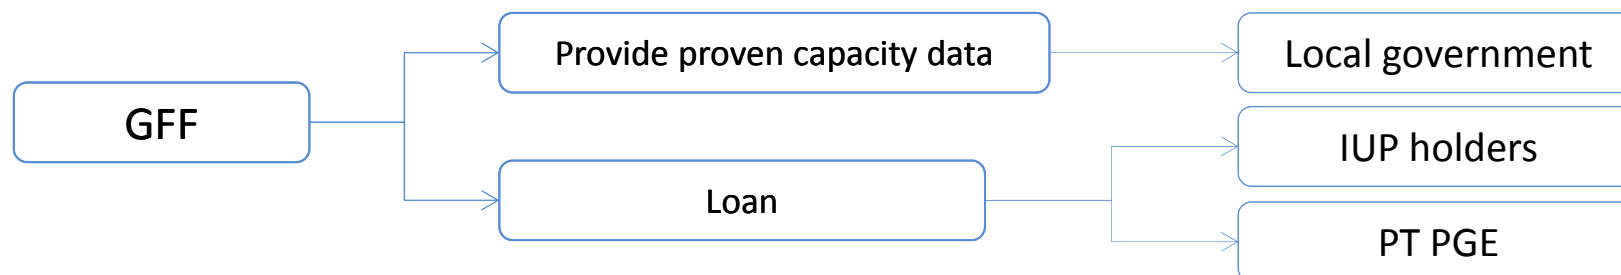 GFF
Provide proven capacity data
Local government
Loan
IUP holders
PT PGE